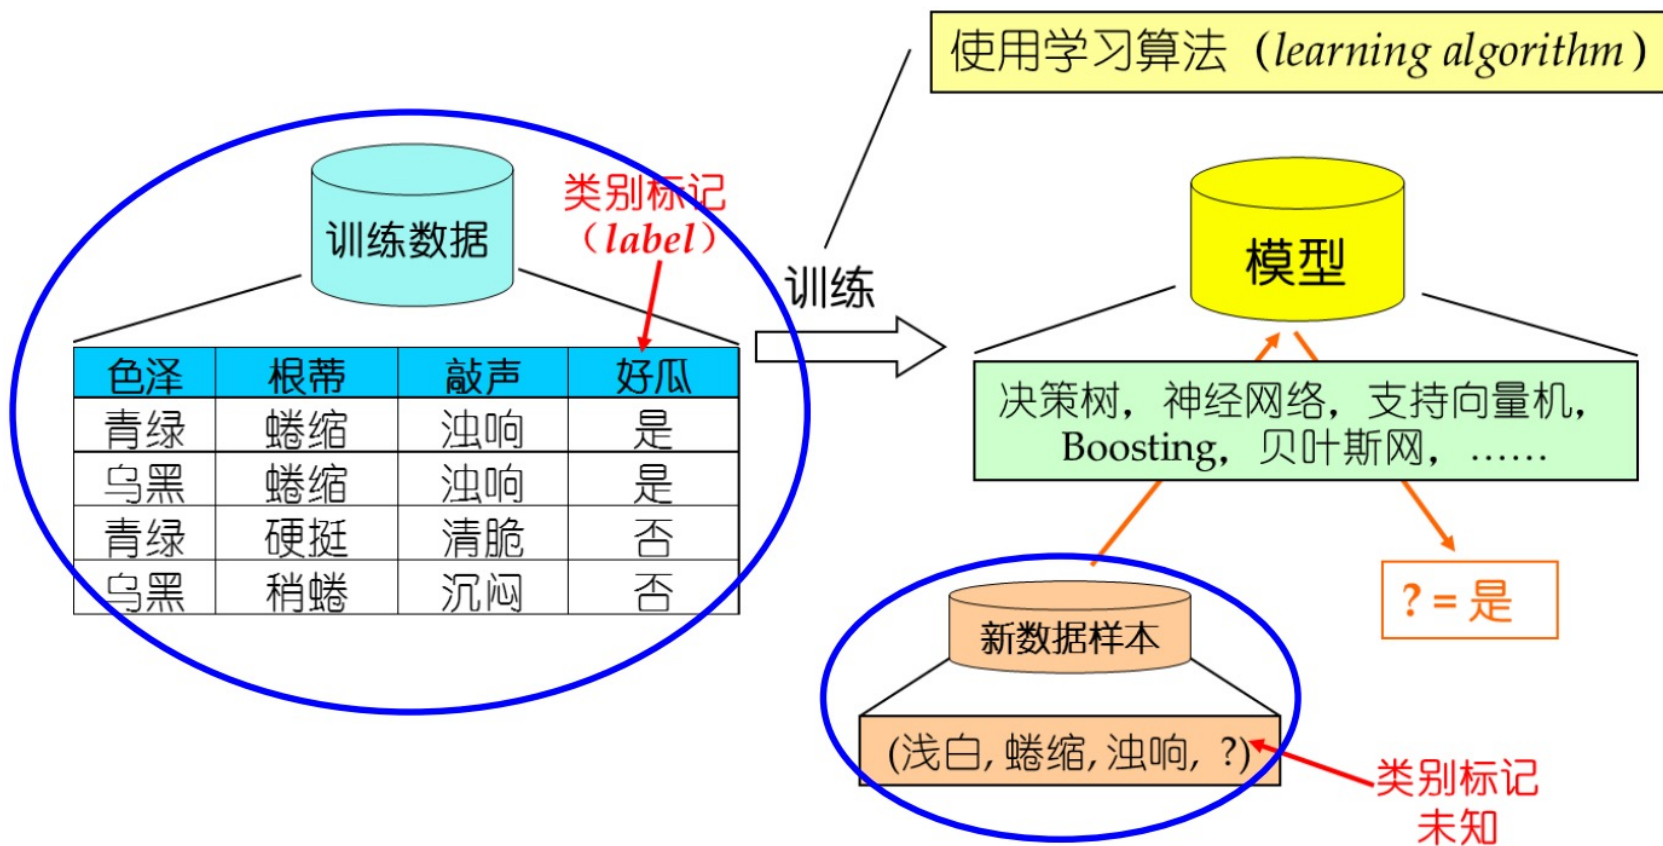 使用学习算法（learning algorithm）
训练数据
类别标记
（label）
色泽 根蒂 敲声 好瓜
青绿 蜷缩 浊响 是
乌黑 蜷缩 浊响 是
青绿 硬挺 清脆 否
乌黑 稍蜷 沉闷 否
训练
模型
决策树，神经网络，支持向量机，
Boosting，贝叶斯网，……
新数据样本
(浅白, 蜷缩, 浊响, ?)
类别标记
未知
? = 是